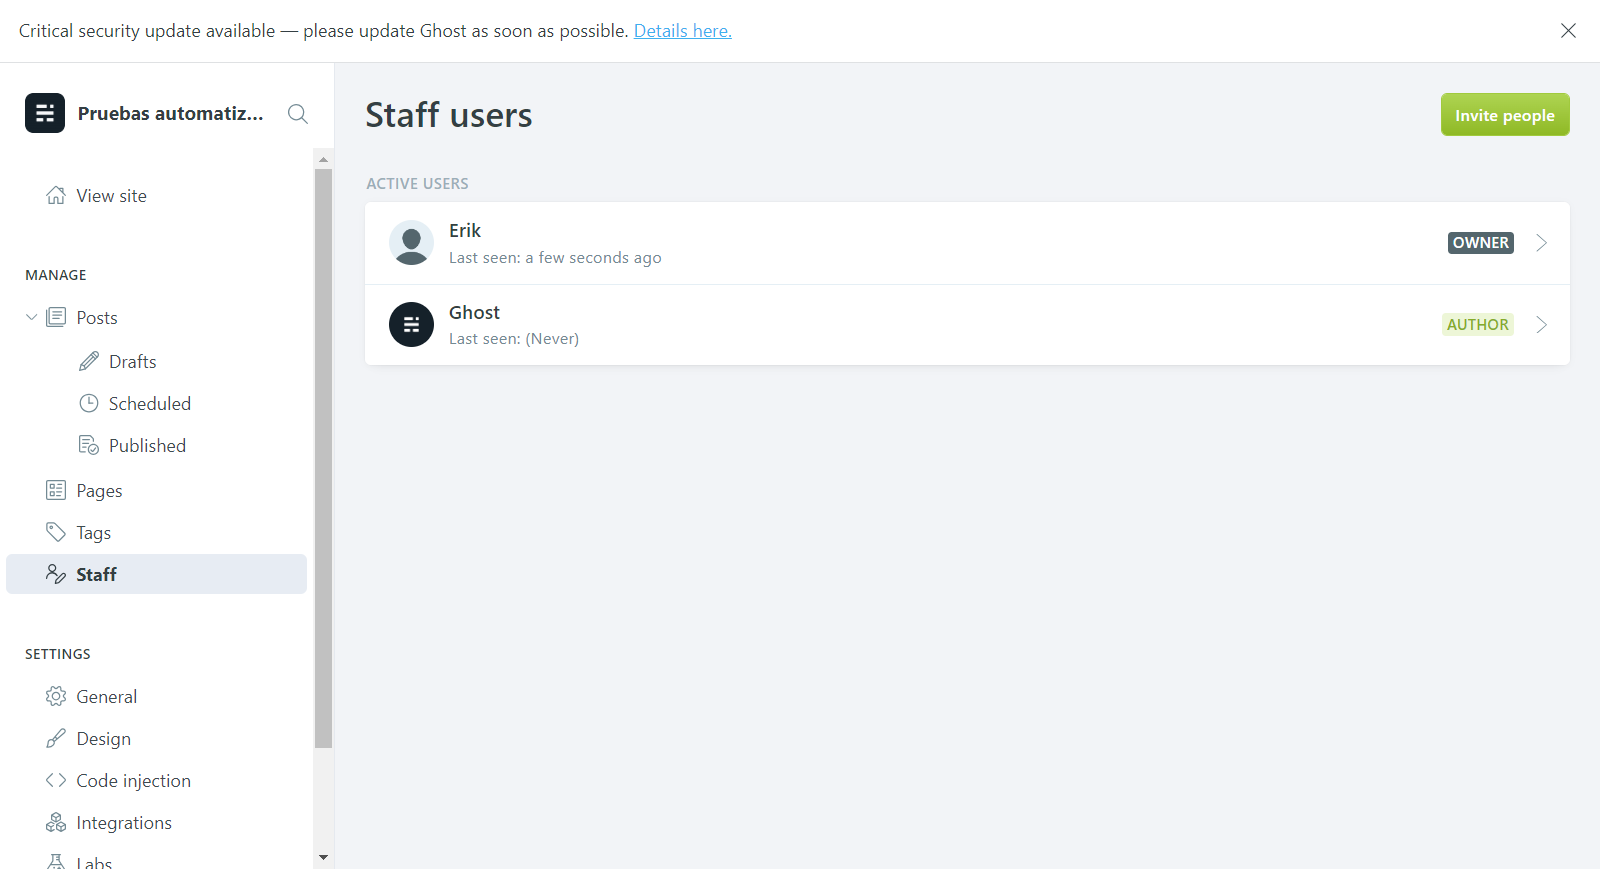 Critical security update available — please update Ghost as soon as possible. Details here.
Pruebas automatiz...
View site
MANAGE
Posts
Drafts
Scheduled
Published
Pages
Tags
Staff
SETTINGS
General
Design
Code injection
Integrations
Labs
Staff users
Invite people
ACTIVE USERS
Erik
Last seen: a few seconds ago
OWNER
Ghost
Last seen: (Never)
AUTHOR